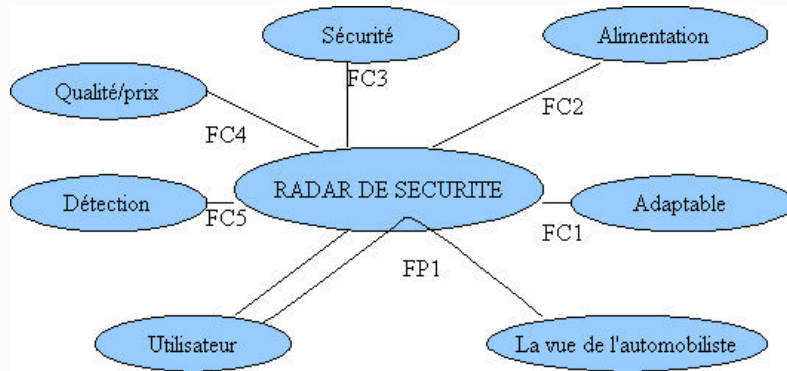 Sécurité
Alimentation
FC3
Qualité/prix
FC2
FC4
RADAR DE SECURITE
Détection
Adaptable
FC5
FC1
FP1
Utilisateur
La vue de l'automobiliste